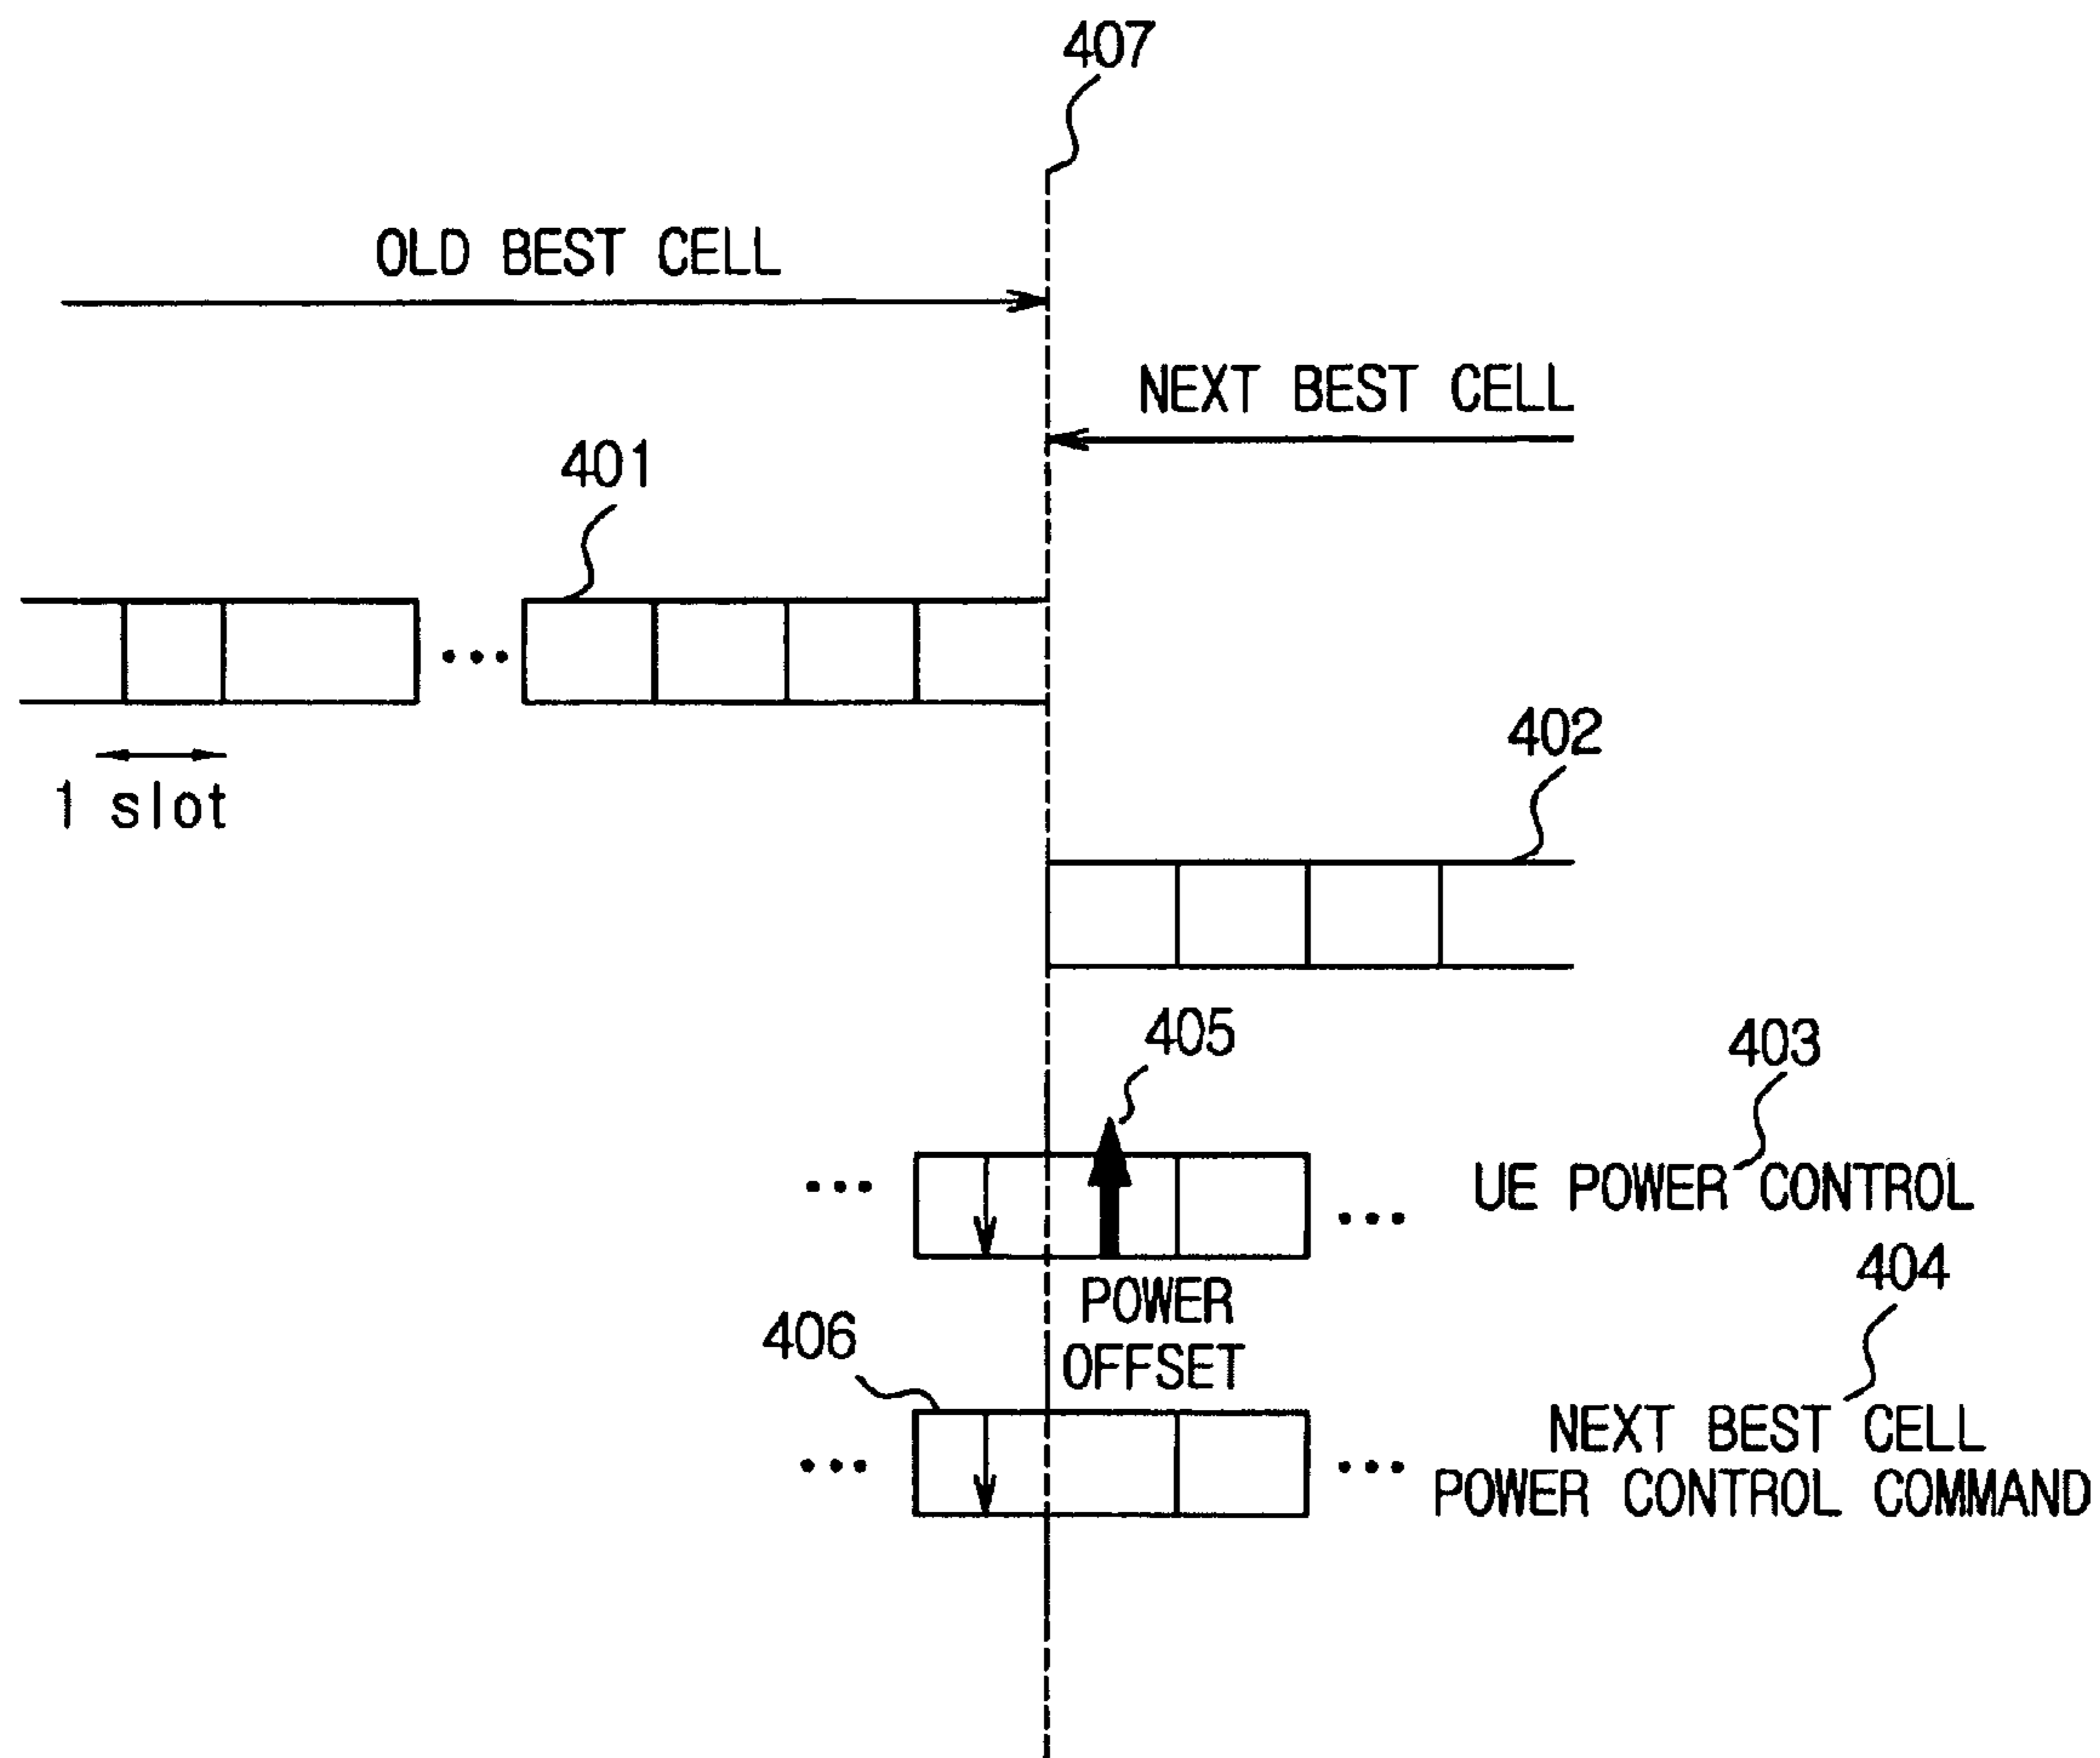 407
OLD BEST CELL
NEXT BEST CELL
401
1 slot
402
405
403
UE POWER CONTROL
POWER
OFFSET
404
406
NEXT BEST CELL
POWER CONTROL COMMAND